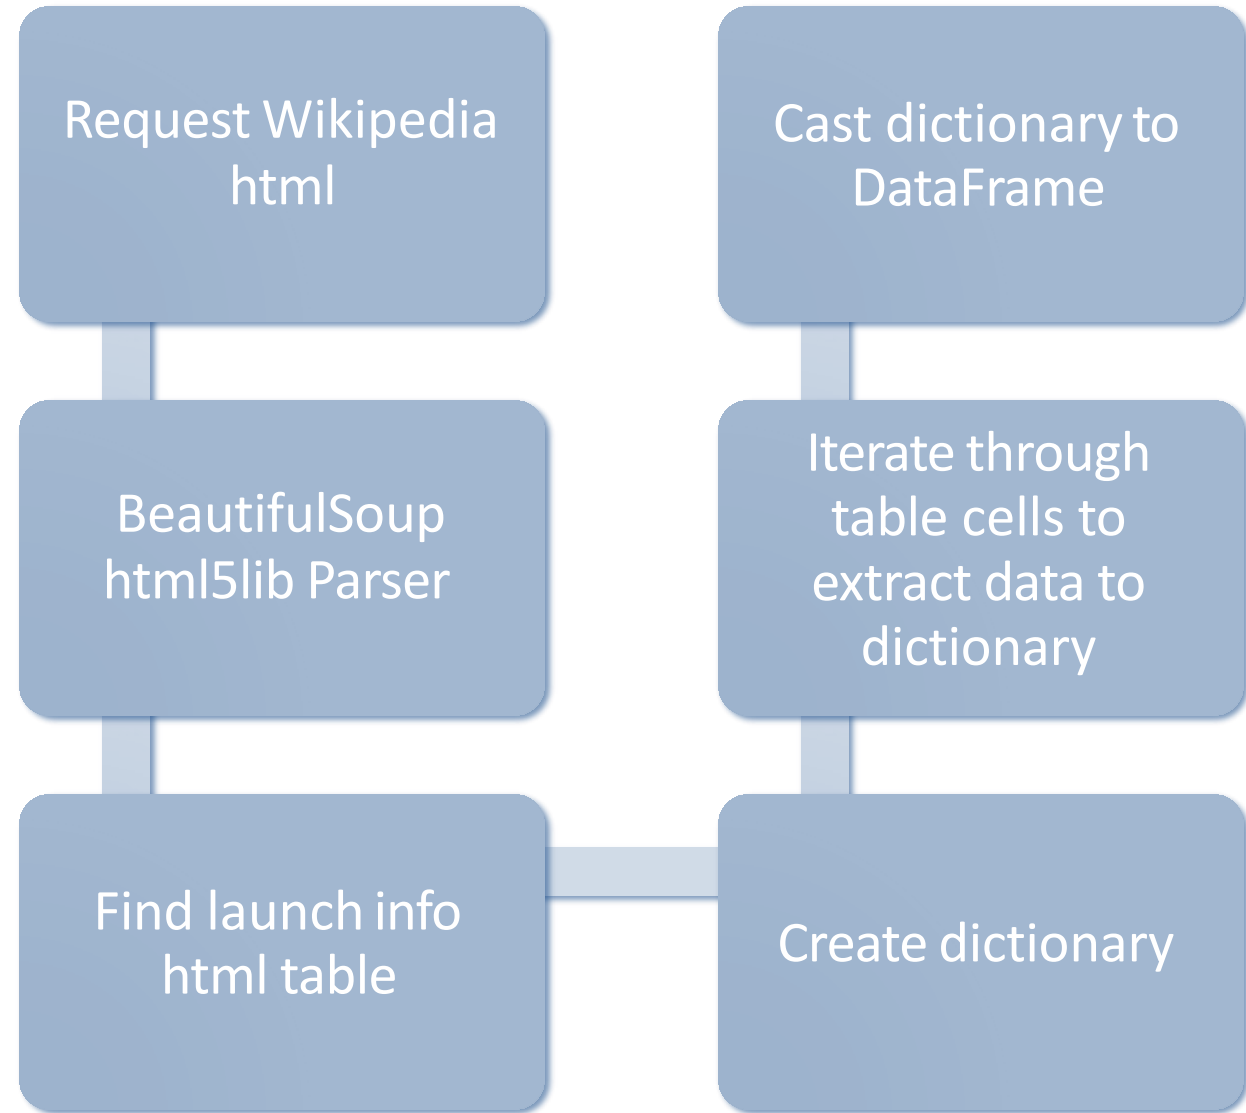 Request Wikipedia
html
BeautifulSoup
html5lib Parser
Find launch info
html table
Create dictionary
Iterate through
table cells to
extract data to
dictionary
Cast dictionary to
DataFrame